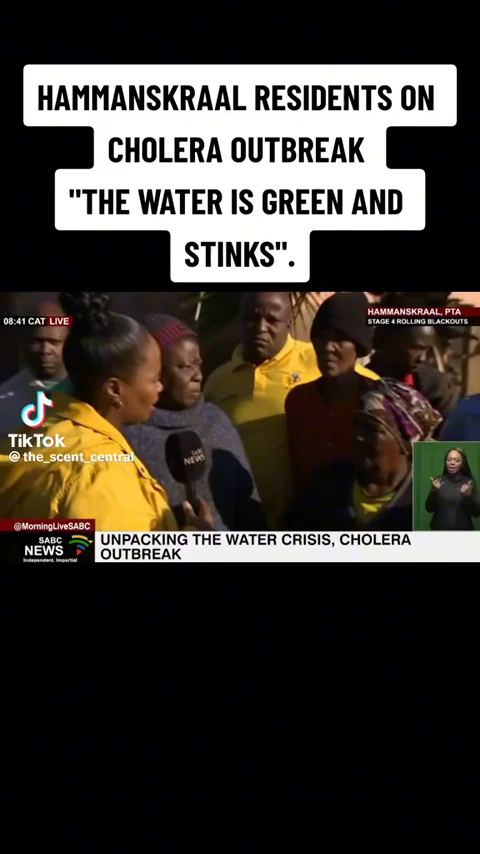 HAMMANSKRAAL RESIDENTS ON
CHOLERA OUTBREAK
"THE WATER IS GREEN AND
STINKS".
08:41 CAT LIVE
HAMMANSKRAAL, PTA
STAGE 4 ROLLING BLACKOUTS
SABC
NEWS
TikTok
@the_scent_central
@MorningLiveSABC
SABC
NEWS
Independent. Impartial
UNPACKING THE WATER CRISIS, CHOLERA
OUTBREAK